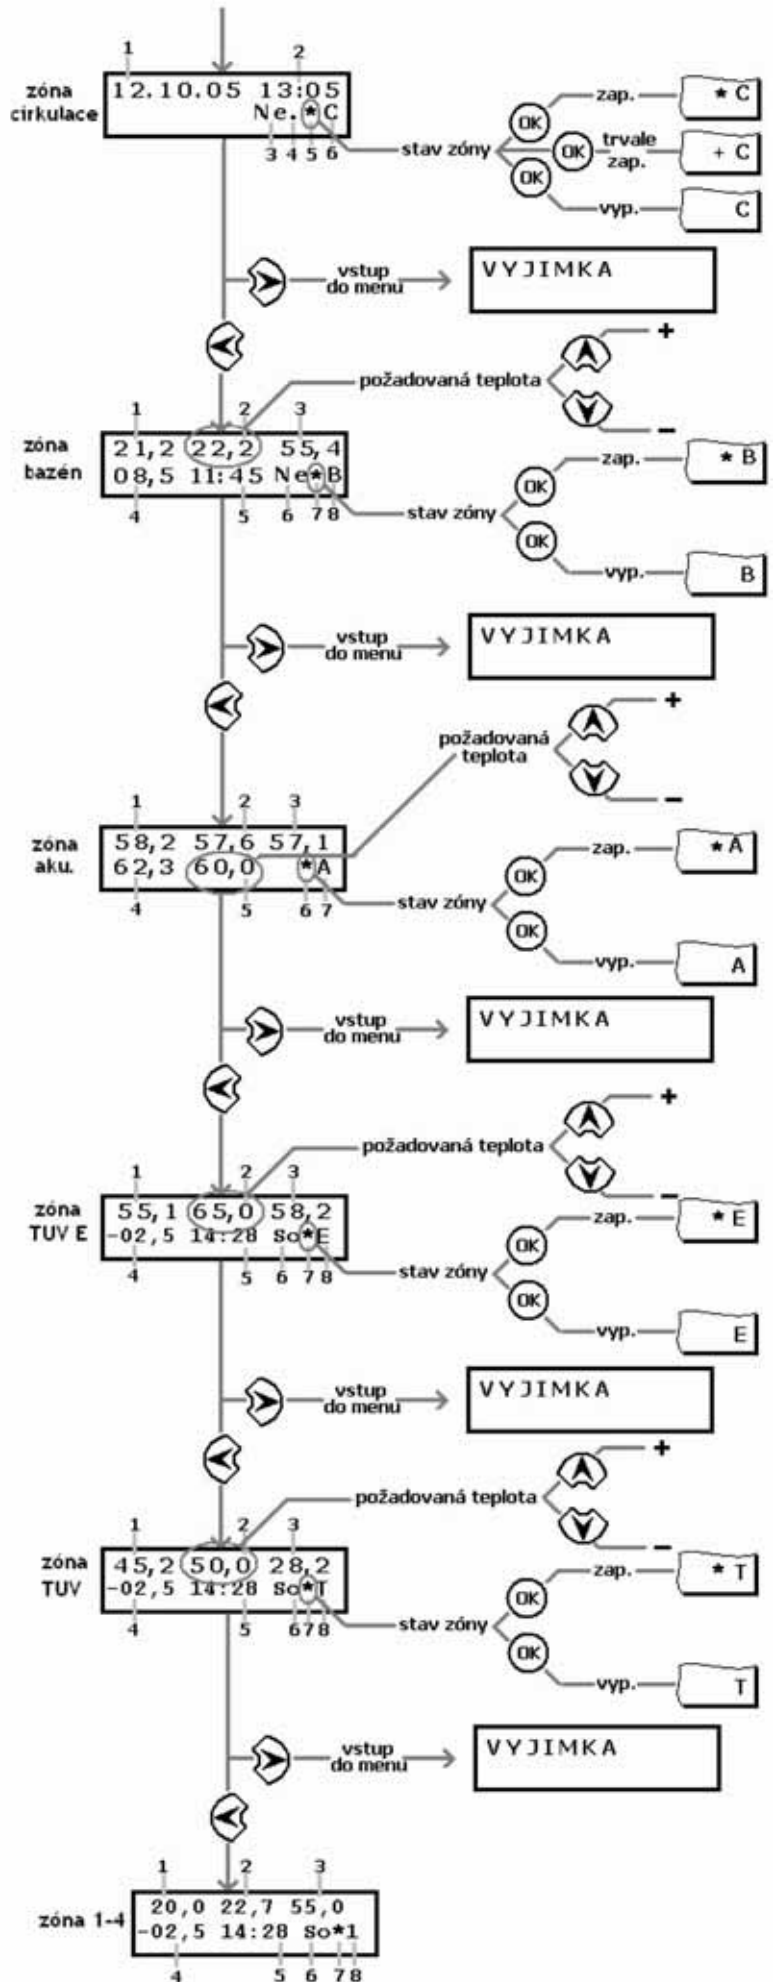 1 2
zóna cirkulace
12.10.05 13:05
Ne.*C
3 4 5 6
stav zóny
OK zap. * C
OK trvale zap. + C
OK vyp. C
vstup do menu
VYJIMKA
požadovaná teplota
+
−
1 2 3
zóna bazén
21,2 22,2 55,4
08,5 11:45 Ne*B
4 5 6 7 8
stav zóny
OK zap. * B
OK vyp. B
vstup do menu
VYJIMKA
požadovaná teplota
+
−
1 2 3
zóna aku.
58,2 57,6 57,1
62,3 60,0 *A
4 5 6 7
stav zóny
OK zap. * A
OK vyp. A
vstup do menu
VYJIMKA
požadovaná teplota
+
−
1 2 3
zóna TUV E
55,1 65,0 58,2
-02,5 14:28 So*E
4 5 6 7 8
stav zóny
OK zap. * E
OK vyp. E
vstup do menu
VYJIMKA
požadovaná teplota
+
−
1 2 3
zóna TUV
45,2 50,0 28,2
-02,5 14:28 So*T
4 5 6 7 8
stav zóny
OK zap. * T
OK vyp. T
vstup do menu
VYJIMKA
1 2 3
zóna 1-4
20,0 22,7 55,0
-02,5 14:28 So*1
4 5 6 7 8